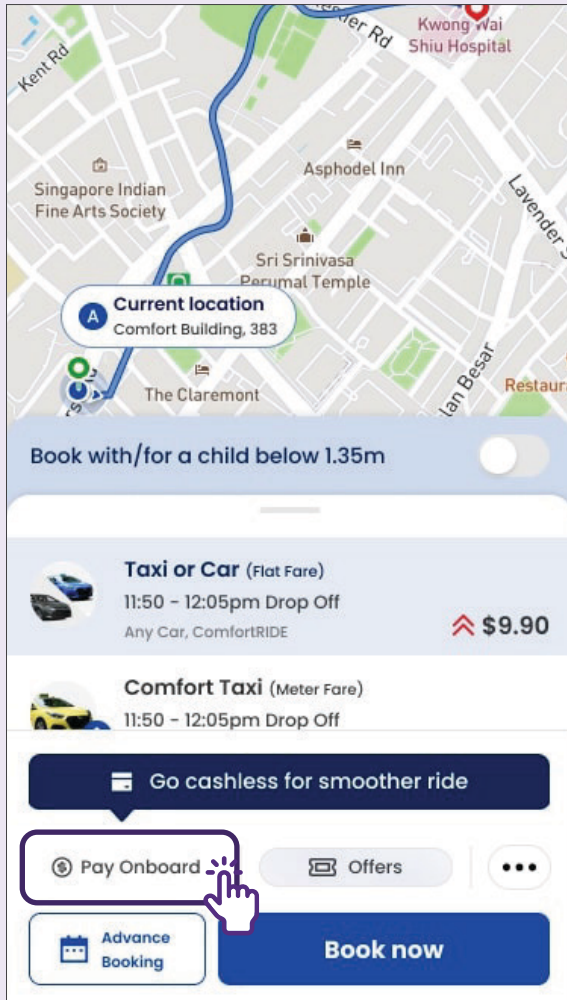 Kwong Wai
Shiu Hospital
Kent Rd
Asphodel Inn
Singapore Indian
Fine Arts Society
Lavender
Sri Srinivasa
Perumal Temple
A
Current location
Comfort Building, 383
The Claremont
Besar
Book with/for a child below 1.35m
Taxi or Car (Flat Fare)
11:50 - 12:05pm Drop Off
Any Car, ComfortRIDE
$9.90
Comfort Taxi (Meter Fare)
11:50 - 12:05pm Drop Off
Go cashless for smoother ride
Pay Onboard
Offers
Advance
Booking
Book now